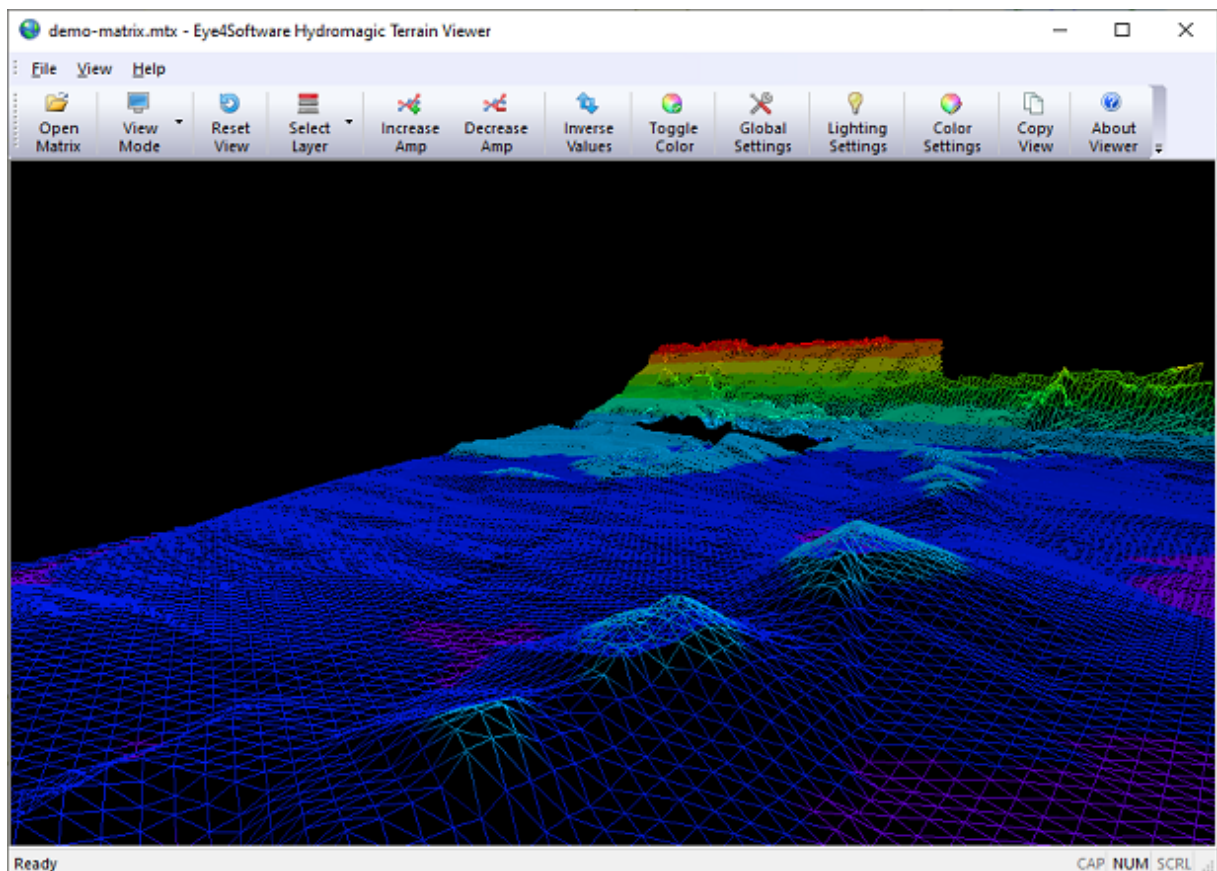 demo-matrix.mtx - Eye4Software Hydromagic Terrain Viewer
File View Help
Open Matrix
View Mode
Reset View
Select Layer
Increase Amp
Decrease Amp
Inverse Values
Toggle Color
Global Settings
Lighting Settings
Color Settings
Copy View
About Viewer
Ready
CAP NUM SCRL